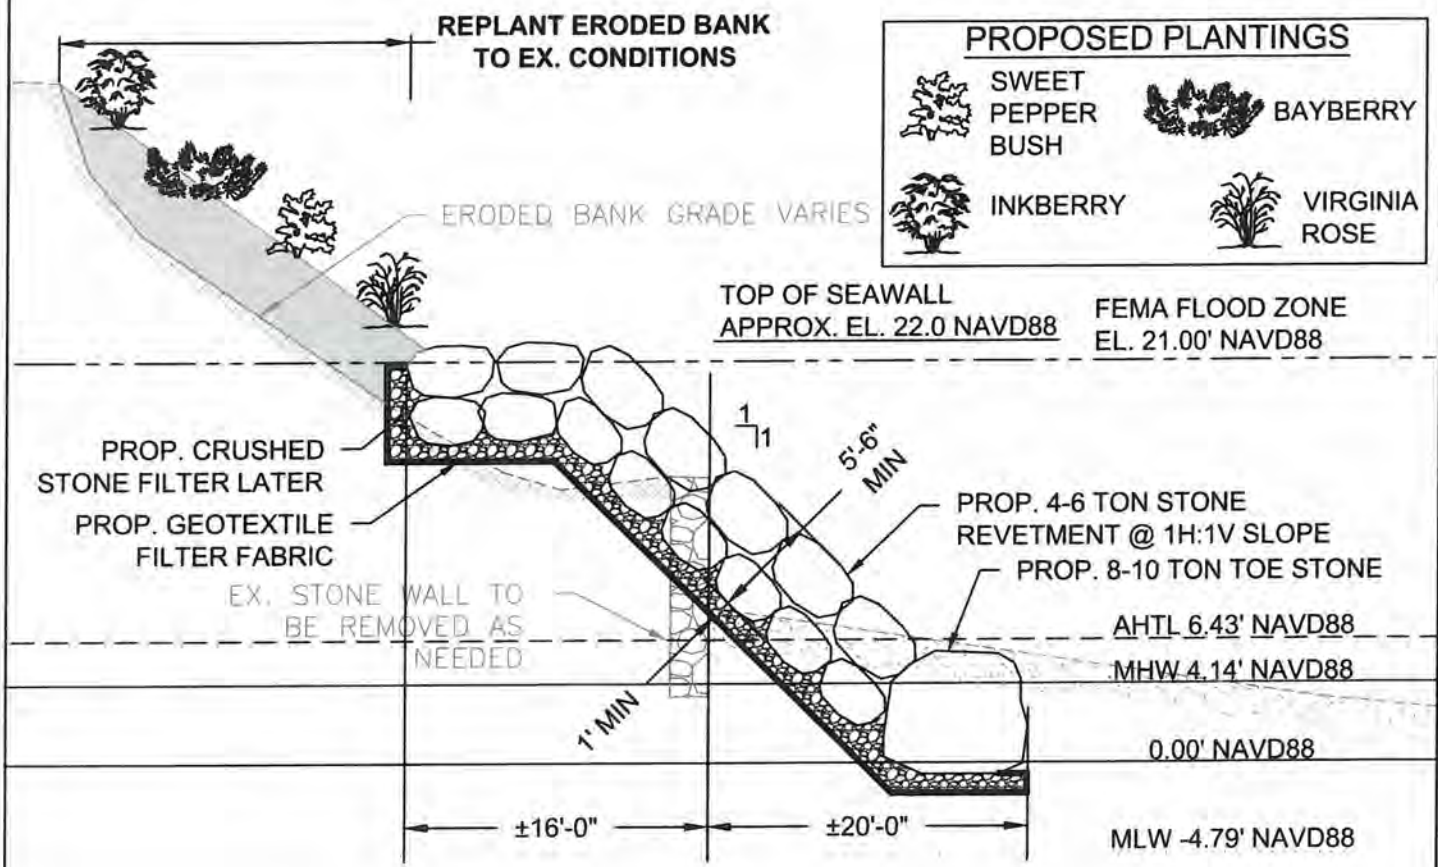 REPLANT ERODED BANK
TO EX. CONDITIONS
PROPOSED PLANTINGS
SWEET
PEPPER
BUSH
BAYBERRY
INKBERRY
VIRGINIA
ROSE
ERODED BANK GRADE VARIES
TOP OF SEAWALL
APPROX. EL. 22.0 NAVD88
FEMA FLOOD ZONE
EL. 21.00' NAVD88
1
1
5'-6"
MIN
PROP. CRUSHED
STONE FILTER LATER
PROP. GEOTEXTILE
FILTER FABRIC
PROP. 4-6 TON STONE
REVETMENT @ 1H:1V SLOPE
PROP. 8-10 TON TOE STONE
EX. STONE WALL TO
BE REMOVED AS
NEEDED
AHTL 6.43' NAVD88
MHW 4.14' NAVD88
1' MIN
0.00' NAVD88
±16'-0"
±20'-0"
MLW -4.79' NAVD88